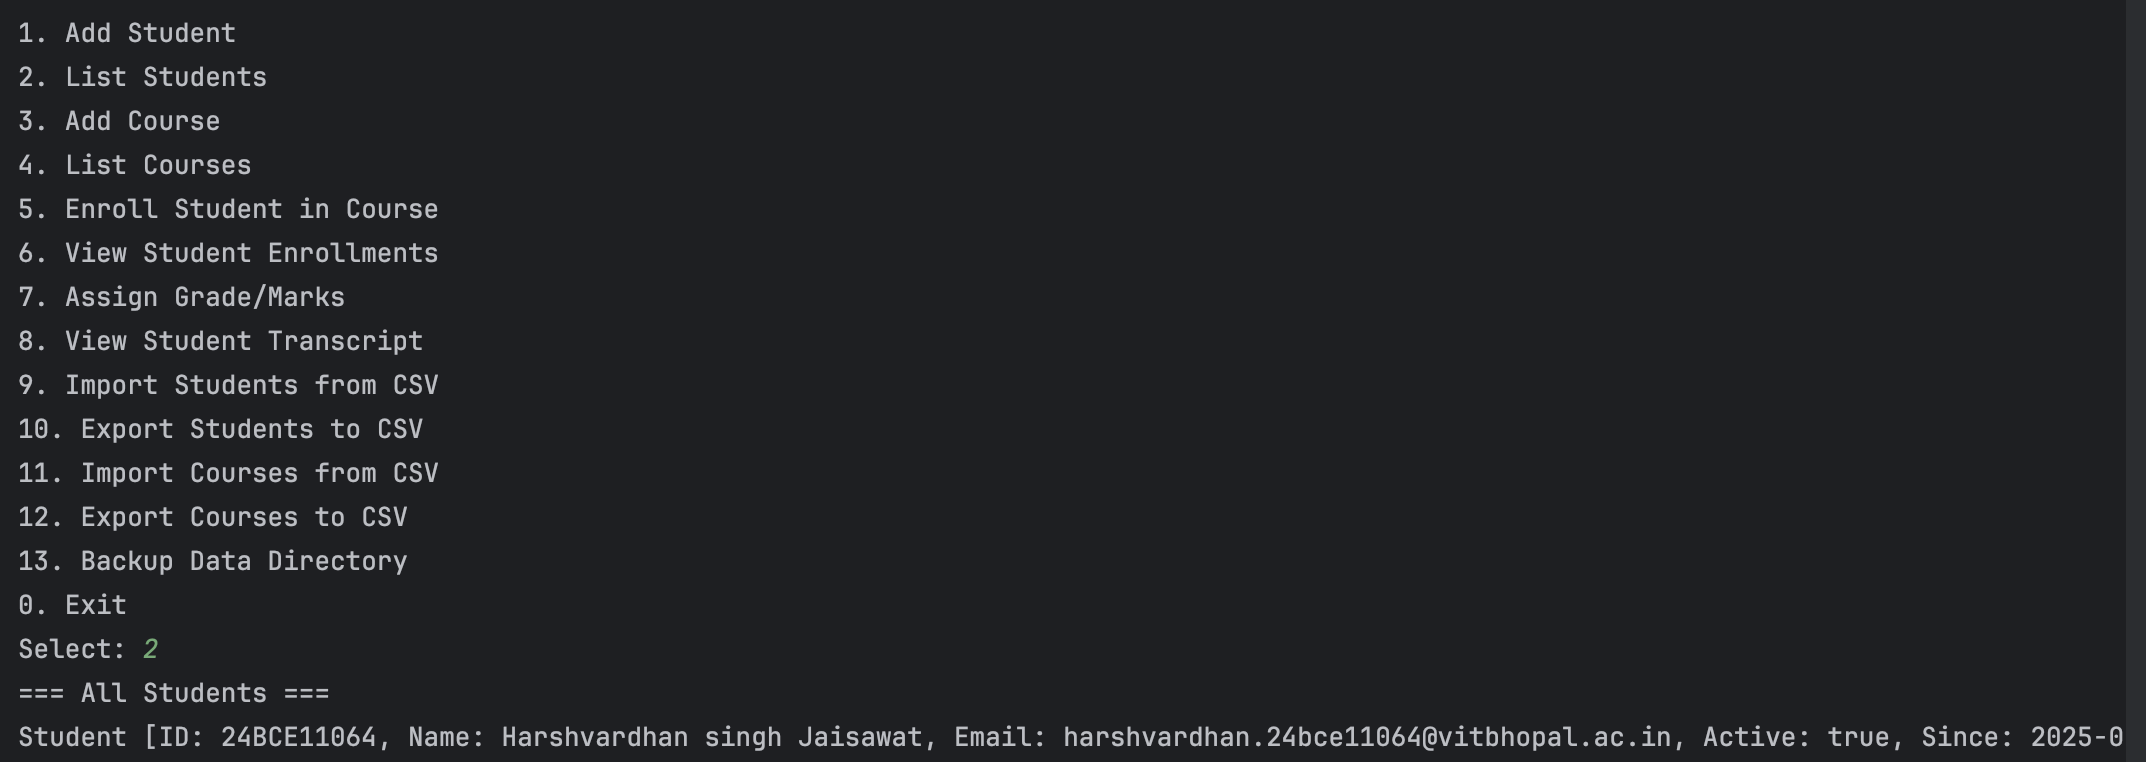 1. Add Student
2. List Students
3. Add Course
4. List Courses
5. Enroll Student in Course
6. View Student Enrollments
7. Assign Grade/Marks
8. View Student Transcript
9. Import Students from CSV
10. Export Students to CSV
11. Import Courses from CSV
12. Export Courses to CSV
13. Backup Data Directory
0. Exit
Select: 2
=== All Students ===
Student [ID: 24BCE11064, Name: Harshvardhan singh Jaisawat, Email: harshvardhan.24bce11064@vitbhopal.ac.in, Active: true, Since: 2025-0